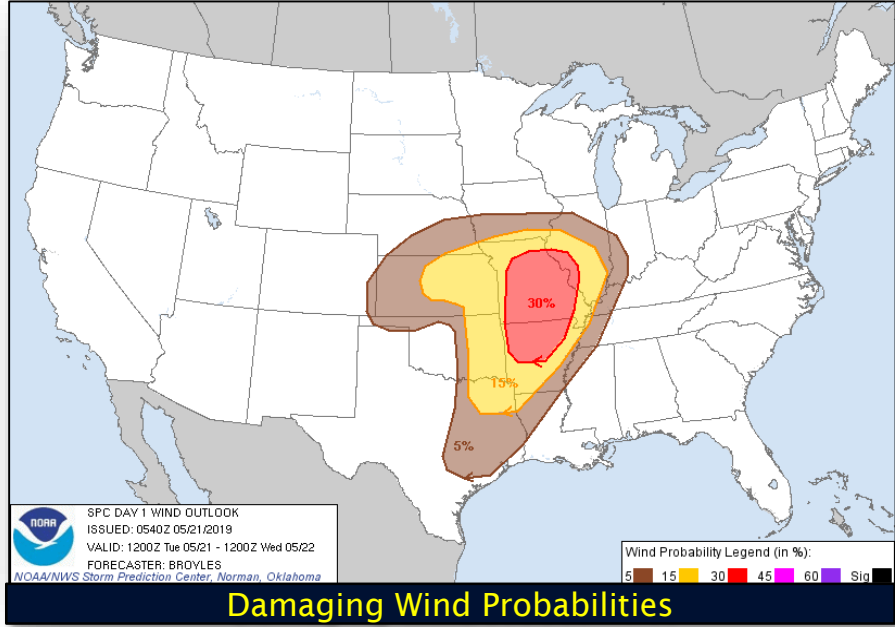 30%
15%
5%
NOAA
SPC DAY 1 WIND OUTLOOK
ISSUED: 0540Z 05/21/2019
VALID: 1200Z Tue 05/21 - 1200Z Wed 05/22
FORECASTER: BROYLES
NOAA/NWS Storm Prediction Center, Norman, Oklahoma
Wind Probability Legend (in %):
5 15 30 45 60 Sig
Damaging Wind Probabilities